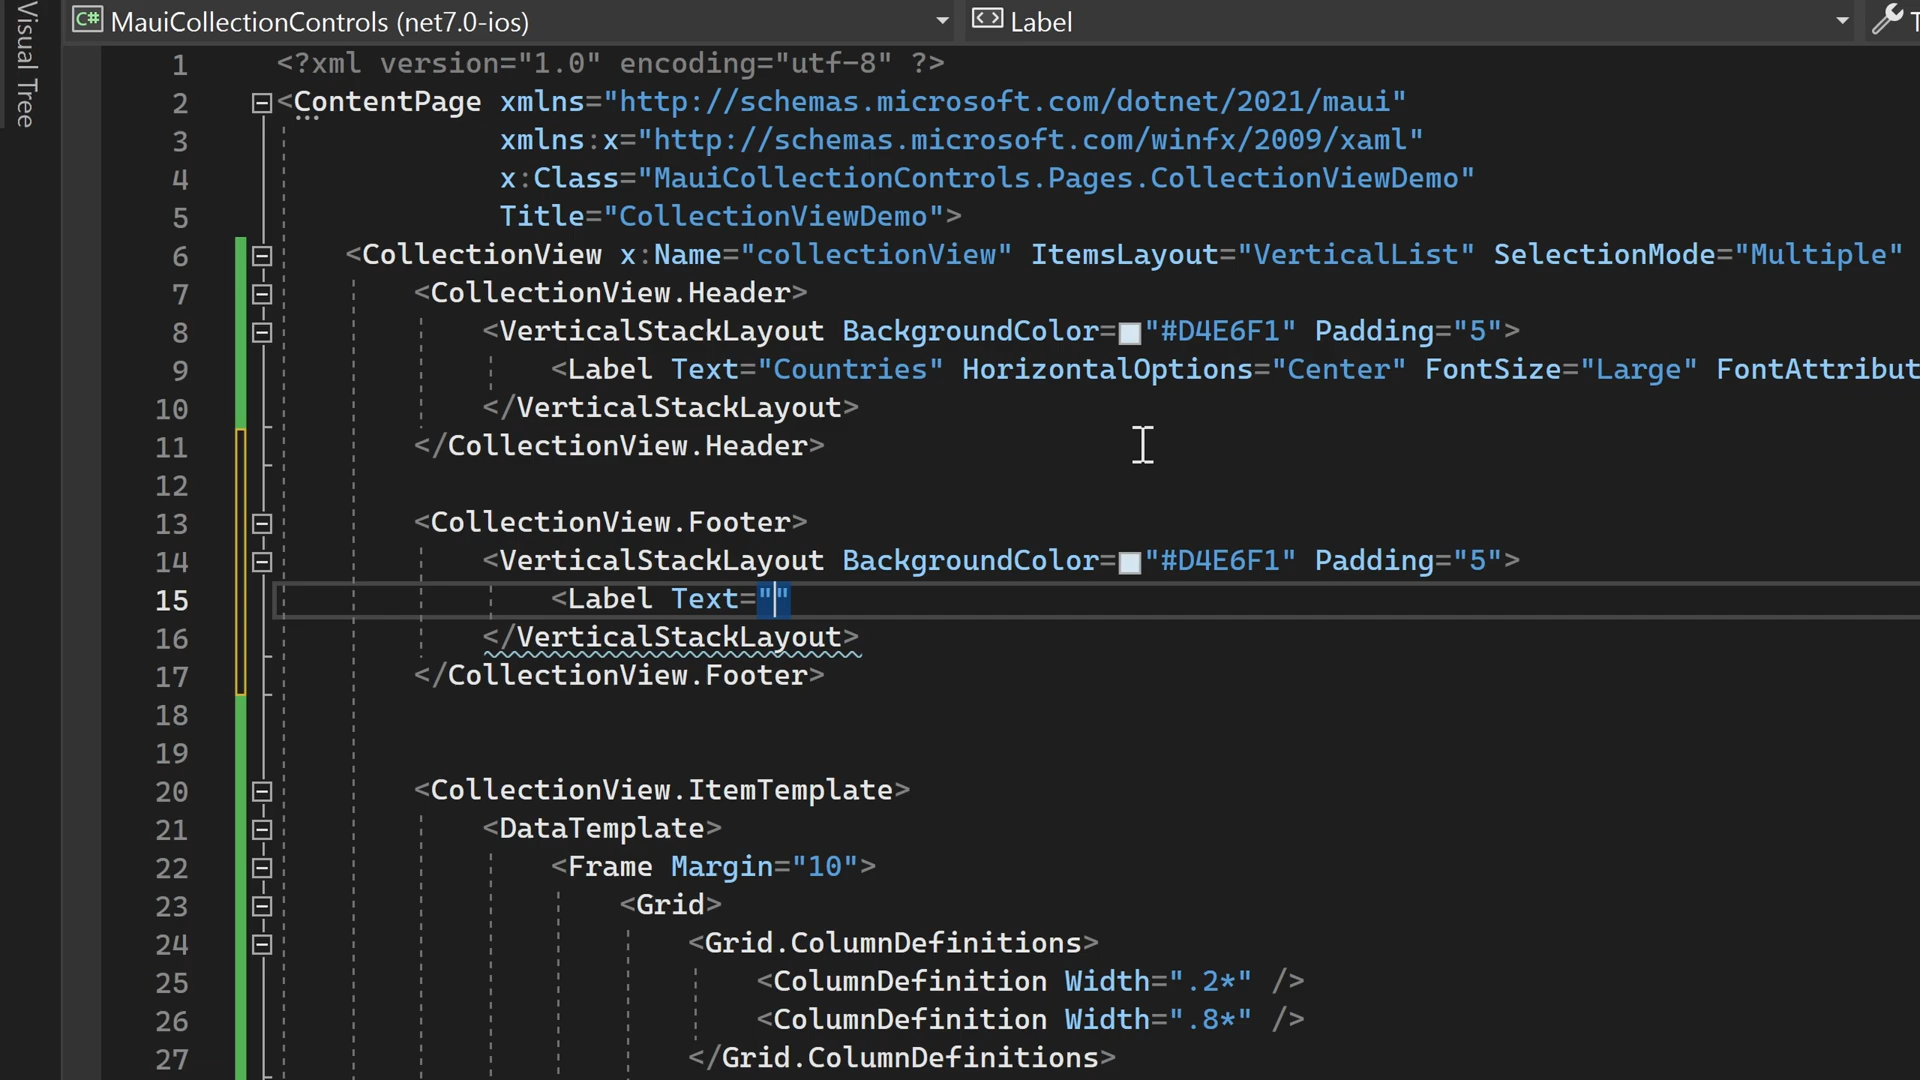 Visual Tree
C# MauiCollectionControls (net7.0-ios)
Label
T
1 <?xml version="1.0" encoding="utf-8" ?>
2 <ContentPage xmlns="http://schemas.microsoft.com/dotnet/2021/maui"
3 xmlns:x="http://schemas.microsoft.com/winfx/2009/xaml"
4 x:Class="MauiCollectionControls.Pages.CollectionViewDemo"
5 Title="CollectionViewDemo">
6 <CollectionView x:Name="collectionView" ItemsLayout="VerticalList" SelectionMode="Multiple"
7 <CollectionView.Header>
8 <VerticalStackLayout BackgroundColor="#D4E6F1" Padding="5">
9 <Label Text="Countries" HorizontalOptions="Center" FontSize="Large" FontAttribut
10 </VerticalStackLayout>
11 </CollectionView.Header>
12
13 <CollectionView.Footer>
14 <VerticalStackLayout BackgroundColor="#D4E6F1" Padding="5">
15 <Label Text=""
16 </VerticalStackLayout>
17 </CollectionView.Footer>
18
19
20 <CollectionView.ItemTemplate>
21 <DataTemplate>
22 <Frame Margin="10">
23 <Grid>
24 <Grid.ColumnDefinitions>
25 <ColumnDefinition Width=".2*" />
26 <ColumnDefinition Width=".8*" />
27 </Grid.ColumnDefinitions>